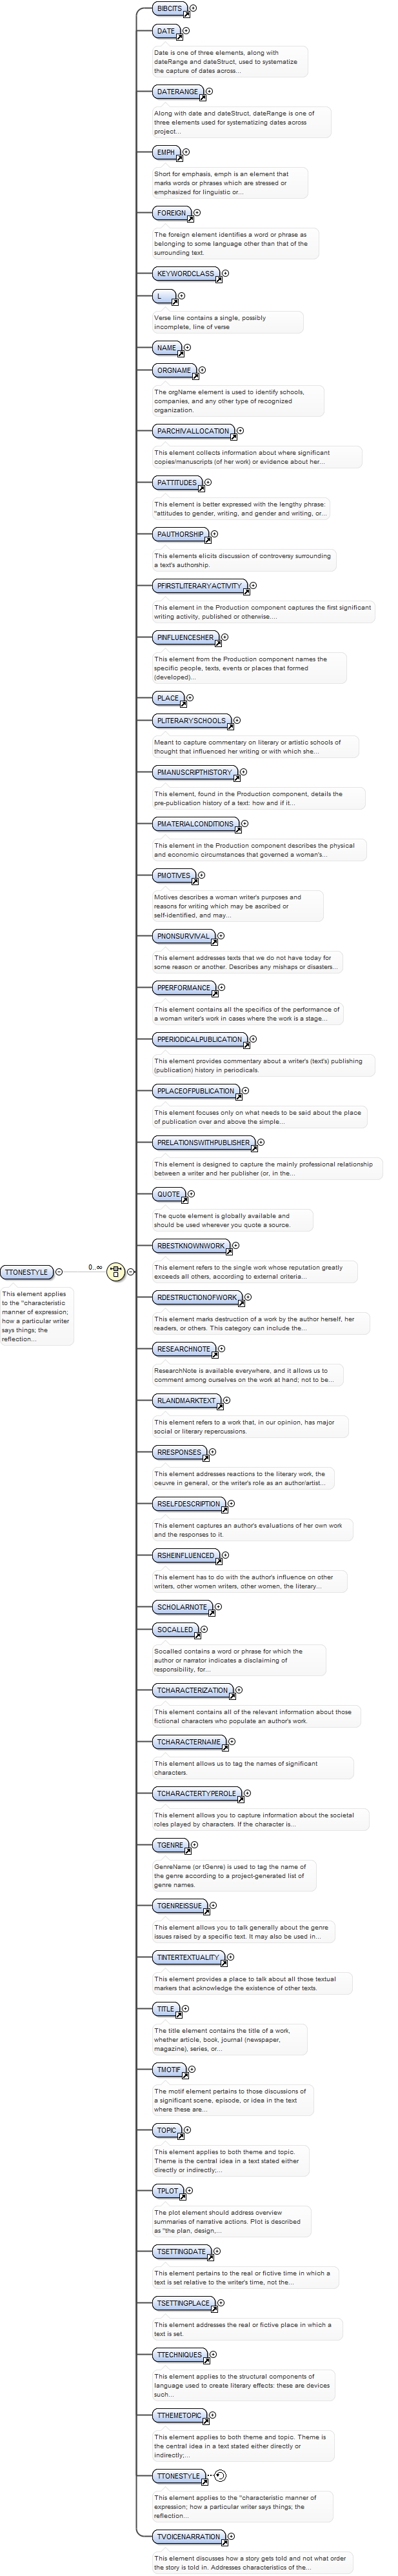 BIBCITS
DATE
Date is one of three elements, along with
dateRange and dateStruct, used to systematize
the capture of dates across...
DATERANGE
Along with date and dateStruct, dateRange is one of
three elements used for systematizing dates across
project...
EMPH
Short for emphasis, emph is an element that
marks words or phrases which are stressed or
emphasized for linguistic or...
FOREIGN
The foreign element identifies a word or phrase as
belonging to some language other than that of the
surrounding text.
KEYWORDCLASS
L
Verse line contains a single, possibly
incomplete, line of verse
NAME
ORGNAME
The orgName element is used to identify schools,
companies, and any other type of recognized
organization.
PARCHIVALLOCATION
This element collects information about where significant
copies/manuscripts (of her work) or evidence about her...
PATTITUDES
This element is better expressed with the lengthy phrase:
"attitudes to gender, writing, and gender and writing, or...
PAUTHORSHIP
This elements elicits discussion of controversy surrounding
a text's authorship.
PFIRSTLITERARYACTIVITY
This element in the Production component captures the first significant
writing activity, published or otherwise....
PINFLUENCESHER
This element from the Production component names the
specific people, texts, events or places that formed
(developed)...
PLACE
PLITERARYSCHOOLS
Meant to capture commentary on literary or artistic schools of
thought that influenced her writing or with which she...
PMANUSCRIPTHISTORY
This element, found in the Production component, details the
pre-publication history of a text: how and if it...
PMATERIALCONDITIONS
This element in the Production component describes the physical
and economic circumstances that governed a woman's...
PMOTIVES
Motives describes a woman writer's purposes and
reasons for writing which may be ascribed or
self-identified, and may...
PNONSURVIVAL
This element addresses texts that we do not have today for
some reason or another. Describes any mishaps or disasters...
PPERFORMANCE
This element contains all the specifics of the performance of
a woman writer's work in cases where the work is a stage...
PPERIODICALPUBLICATION
This element provides commentary about a writer's (text's) publishing
(publication) history in periodicals.
PPLACEOFPUBLICATION
This element focuses only on what needs to be said about the place
of publication over and above the simple...
PRELATIONSWITHPUBLISHER
This element is designed to capture the mainly professional relationship
between a writer and her publisher (or, in the...
QUOTE
The quote element is globally available and
should be used wherever you quote a source.
RBESTKNOWNWORK
This element refers to the single work whose reputation greatly
exceeds all others, according to external criteria...
TTONESTYLE
0..∞
This element applies
to the "characteristic
manner of expression;
how a particular writer
says things; the
reflection...
RDESTRUCTIONOFWORK
This element marks destruction of a work by the author herself, her
readers, or others. This category can include the...
RESEARCHNOTE
ResearchNote is available everywhere, and it allows us to
comment among ourselves on the work at hand; not to be...
RLANDMARKTEXT
This element refers to a work that, in our opinion, has major
social or literary repercussions.
RRESPONSES
This element addresses reactions to the literary work, the
oeuvre in general, or the writer's role as an author/artist...
RSELFDESCRIPTION
This element captures an author's evaluations of her own work
and the responses to it.
RSHEINFLUENCED
This element has to do with the author's influence on other
writers, other women writers, other women, the literary...
SCHOLARNOTE
SOCALLED
Socalled contains a word or phrase for which the
author or narrator indicates a disclaiming of
responsibility, for...
TCHARACTERIZATION
This element contains all of the relevant information about those
fictional characters who populate an author's work.
TCHARACTERNAME
This element allows us to tag the names of significant
characters.
TCHARACTERTYPEROLE
This element allows you to capture information about the societal
roles played by characters. If the character is...
TGENRE
GenreName (or tGenre) is used to tag the name of
the genre according to a project-generated list of
genre names.
TGENREISSUE
This element allows you to talk generally about the genre
issues raised by a specific text. It may also be used in...
TINTERTEXTUALITY
This element provides a place to talk about all those textual
markers that acknowledge the existence of other texts.
TITLE
The title element contains the title of a work,
whether article, book, journal (newspaper,
magazine), series, or...
TMOTIF
The motif element pertains to those discussions of
a significant scene, episode, or idea in the text
where these are...
TOPIC
This element applies to both theme and topic.
Theme is the central idea in a text stated either
directly or indirectly;...
TPLOT
The plot element should address overview
summaries of narrative actions. Plot is described
as "the plan, design,...
TSETTINGDATE
This element pertains to the real or fictive time in which a
text is set relative to the writer's time, not the...
TSETTINGPLACE
This element addresses the real or fictive place in which a
text is set.
TTECHNIQUES
This element applies to the structural components of
language used to create literary effects: these are devices
such...
TTHEMETOPIC
This element applies to both theme and topic. Theme is
the central idea in a text stated either directly or
indirectly;...
TTONESTYLE
This element applies to the "characteristic manner of
expression; how a particular writer says things; the
reflection...
TVOICENARRATION
This element discusses how a story gets told and not what order
the story is told in. Addresses characteristics of the...